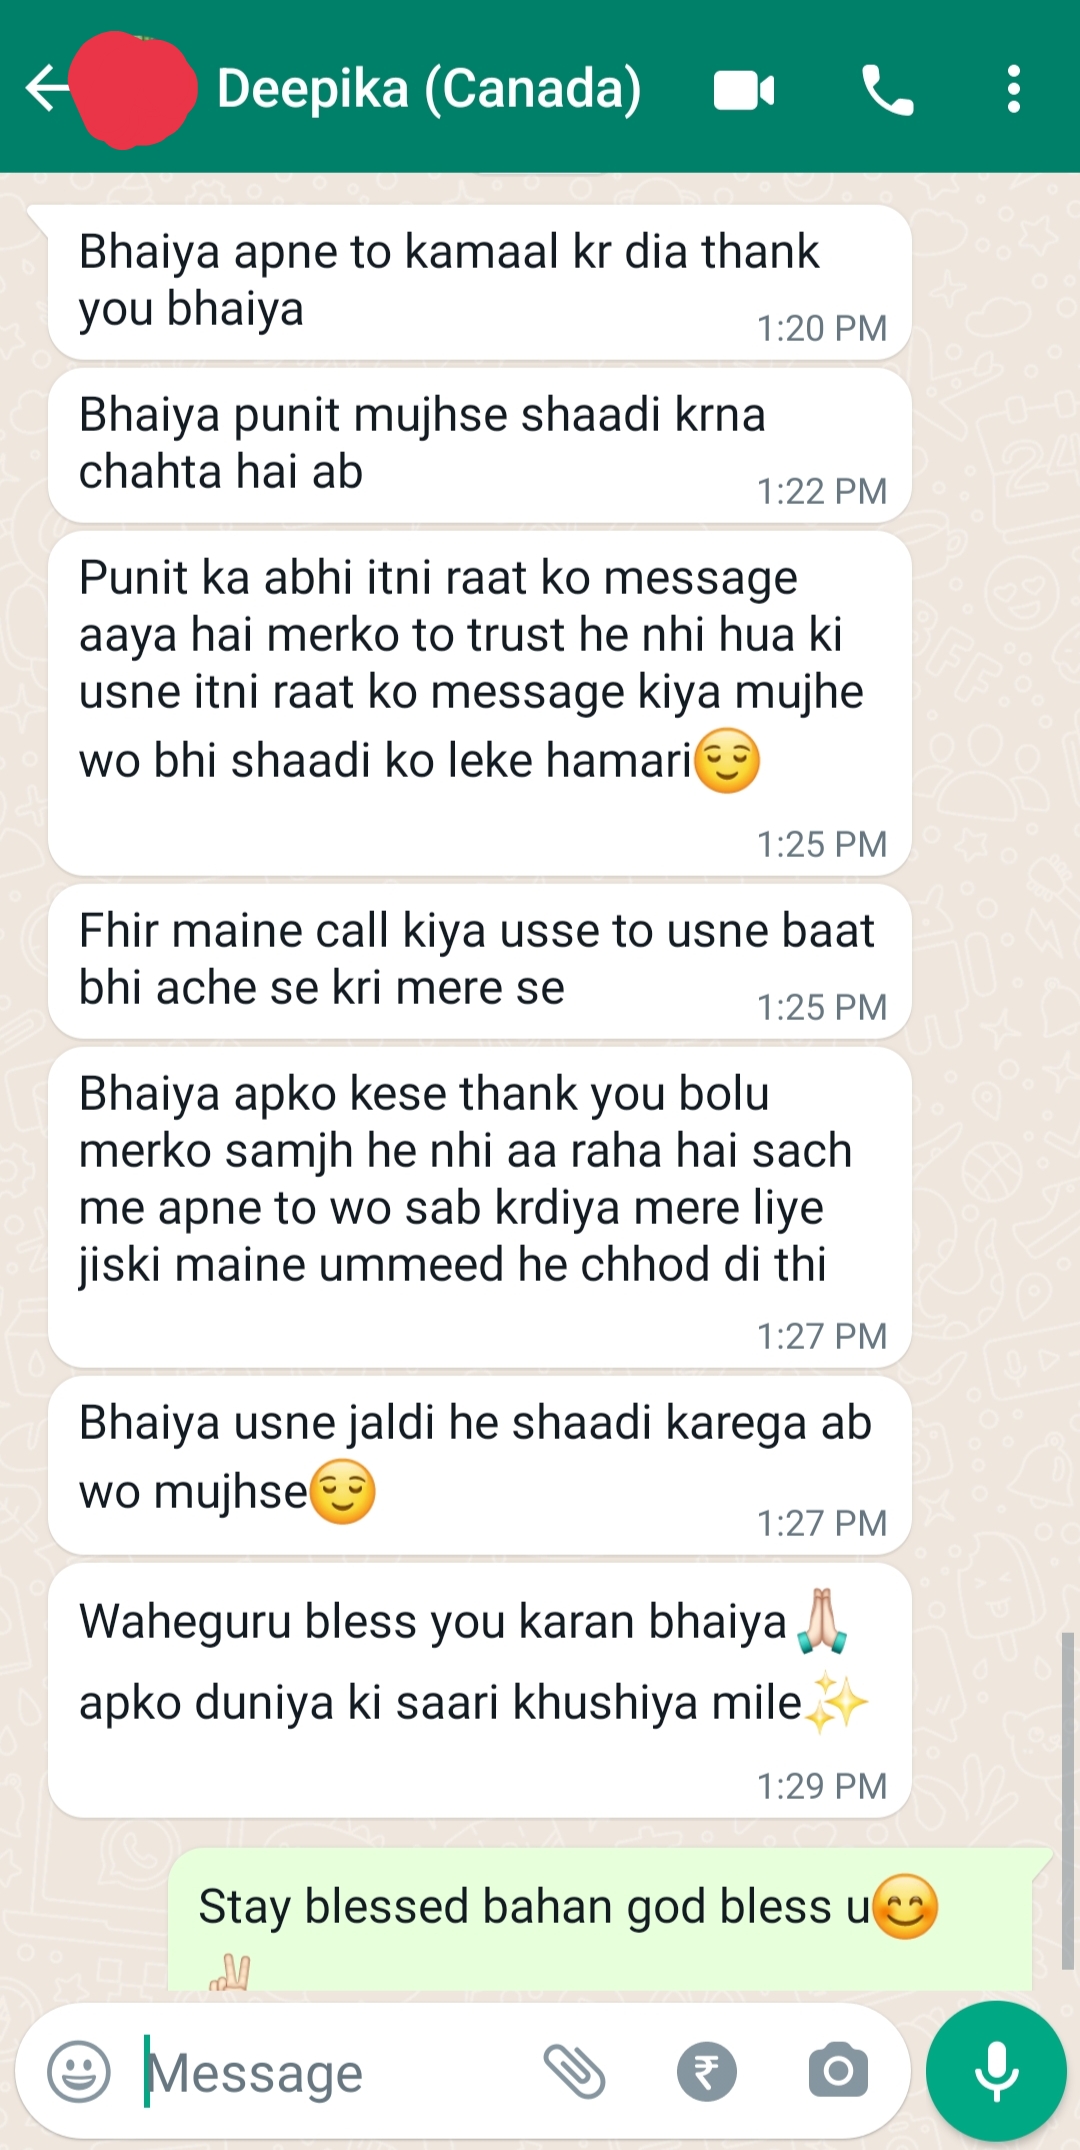 Deepika (Canada)
Bhaiya apne to kamaal kr dia thank
you bhaiya
1:20 PM
Bhaiya punit mujhse shaadi krna
chahta hai ab
1:22 PM
Punit ka abhi itni raat ko message
aaya hai merko to trust he nhi hua ki
usne itni raat ko message kiya mujhe
wo bhi shaadi ko leke hamari😌
1:25 PM
Fhir maine call kiya usse to usne baat
bhi ache se kri mere se
1:25 PM
Bhaiya apko kese thank you bolu
merko samjh he nhi aa raha hai sach
me apne to wo sab krdiya mere liye
jiski maine ummeed he chhod di thi
1:27 PM
Bhaiya usne jaldi he shaadi karega ab
wo mujhse😌
1:27 PM
Waheguru bless you karan bhaiya🙏🏻
apko duniya ki saari khushiya mile✨
1:29 PM
Stay blessed bahan god bless u😊
✌🏻
Message